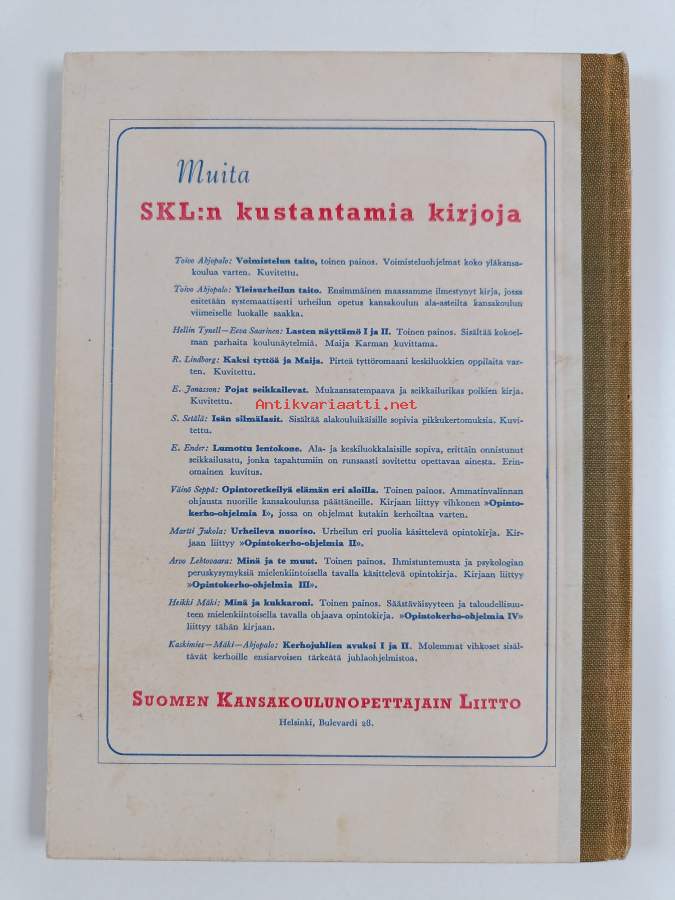 Muita
SKL:n kustantamia kirjoja
Toivo Ahjopalo: Voimistelun taito, toinen painos. Voimisteluohjelmat koko yläkansa-
koulua varten. Kuvitettu.
Toivo Ahjopalo: Yleisurheilun taito. Ensimmäinen maassamme ilmestynyt kirja, jossa
esitetään systemaattisesti urheilun opetus kansakoulun ala-asteilta kansakoulun
viimeiselle luokalle saakka.
Hellin Tynell—Eeva Saarinen: Lasten näyttämö I ja II. Toinen painos. Sisältää kokoel-
man parhaita koulunäytelmiä. Maija Karman kuvittama.
R. Lindborg: Kaksi tyttöä ja Maija. Pirteä tyttöromaani keskiluokkien oppilaita var-
ten. Kuvitettu.
E. Jonasson: Pojat seikkailevat. Mukaansatempaava ja seikkailurikas poikien kirja.
Kuvitettu.
Antikvariaatti.net
S. Setälä: Isän silmälasit. Sisältää alakouluikäisille sopivia pikkukertomuksia. Kuvi-
tettu.
E. Ender: Lumottu lentokone. Ala- ja keskiluokkalaisille sopiva, erittäin onnistunut
seikkailusatu, jonka tapahtumiin on runsaasti sovitettu opettavaa ainesta. Erin-
omainen kuvitus.
Väinö Seppä: Opintoretkeilyä elämän eri aloilla. Toinen painos. Ammatinvalinnan
ohjausta nuorille kansakoulunsa päättäneille. Kirjaan liittyy vihkonen »Opinto-
kerho-ohjelmia I», jossa on ohjelmat kutakin kerhoiltaa varten.
Martti Jukola: Urheileva nuoriso. Urheilun eri puolia käsittelevä opintokirja. Kir-
jaan liittyy »Opintokerho-ohjelmia II».
Arvo Lehtovaara: Minä ja te muut. Toinen painos. Ihmistuntemusta ja psykologian
peruskysymyksiä mielenkiintoisella tavalla käsittelevä opintokirja. Kirjaan liittyy
»Opintokerho-ohjelmia III».
Heikki Mäki: Minä ja kukkaroni. Toinen painos. Säästäväisyyteen ja taloudellisuu-
teen mielenkiintoisella tavalla ohjaava opintokirja. »Opintokerho-ohjelmia IV»
liittyy tähän kirjaan.
Kaskimies—Mäki—Ahjopalo: Kerhojuhlien avuksi I ja II. Molemmat vihkoset sisäl-
tävät kerhoille ensiarvoisen tärkeätä juhlaohjelmistoa.
SUOMEN KANSAKOULUNOPETTAJAIN LIITTO
Helsinki, Bulevardi 28.